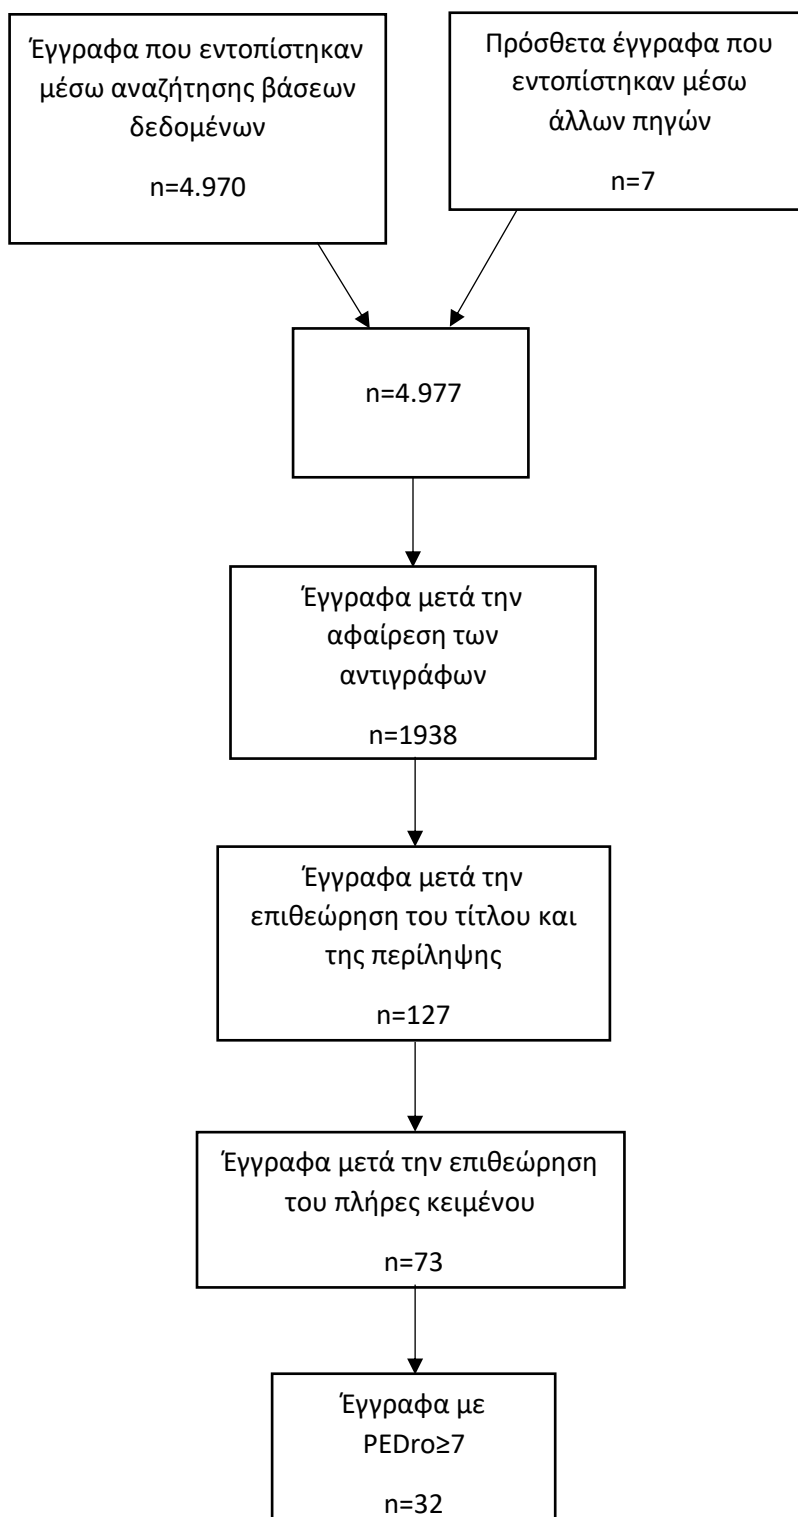 Έγγραφα που εντοπίστηκαν
μέσω αναζήτησης βάσεων
δεδομένων
n=4.970
Πρόσθετα έγγραφα που
εντοπίστηκαν μέσω
άλλων πηγών
n=7
n=4.977
Έγγραφα μετά την
αφαίρεση των
αντιγράφων
n=1938
Έγγραφα μετά την
επιθεώρηση του τίτλου και
της περίληψης
n=127
Έγγραφα μετά την επιθεώρηση
του πλήρες κειμένου
n=73
Έγγραφα με
PEDro≥7
n=32